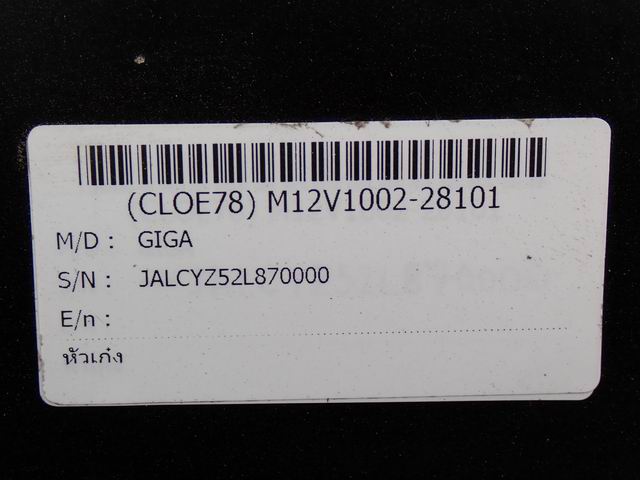 (CLOE78) M12V1002-28101
M/D : GIGA
S/N : JALCYZ52L870000
E/n :
หัวเก๋ง